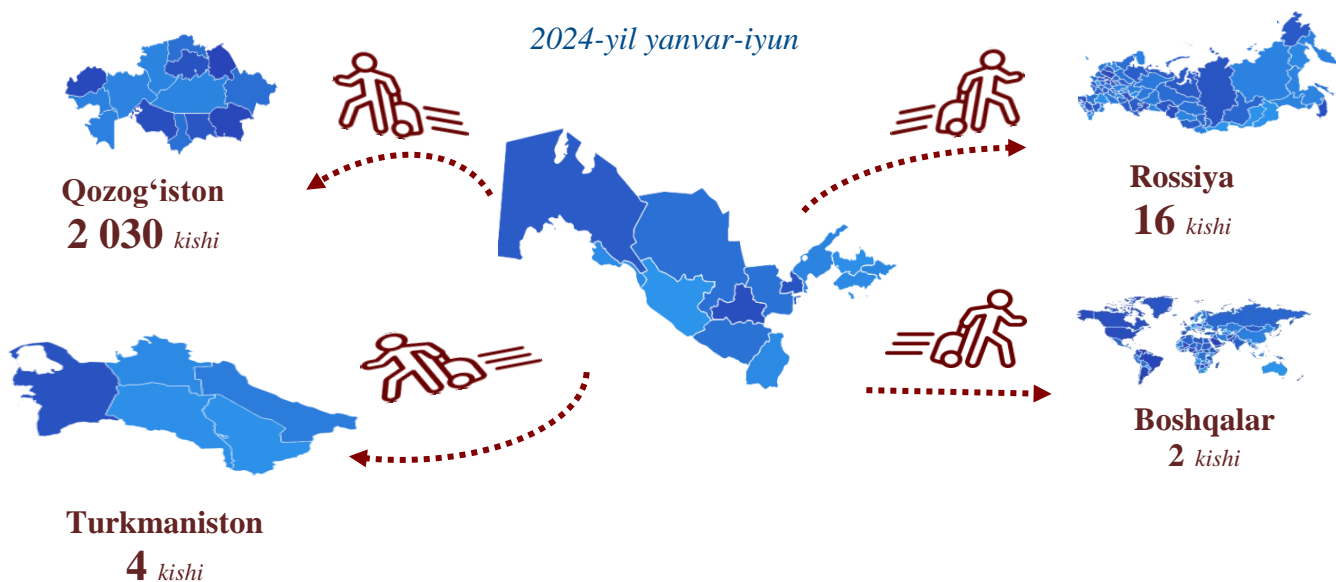 2024-yil yanvar-iyun
Qozog‘iston
2 030 kishi
Rossiya
16 kishi
Turkmaniston
4 kishi
Boshqalar
2 kishi